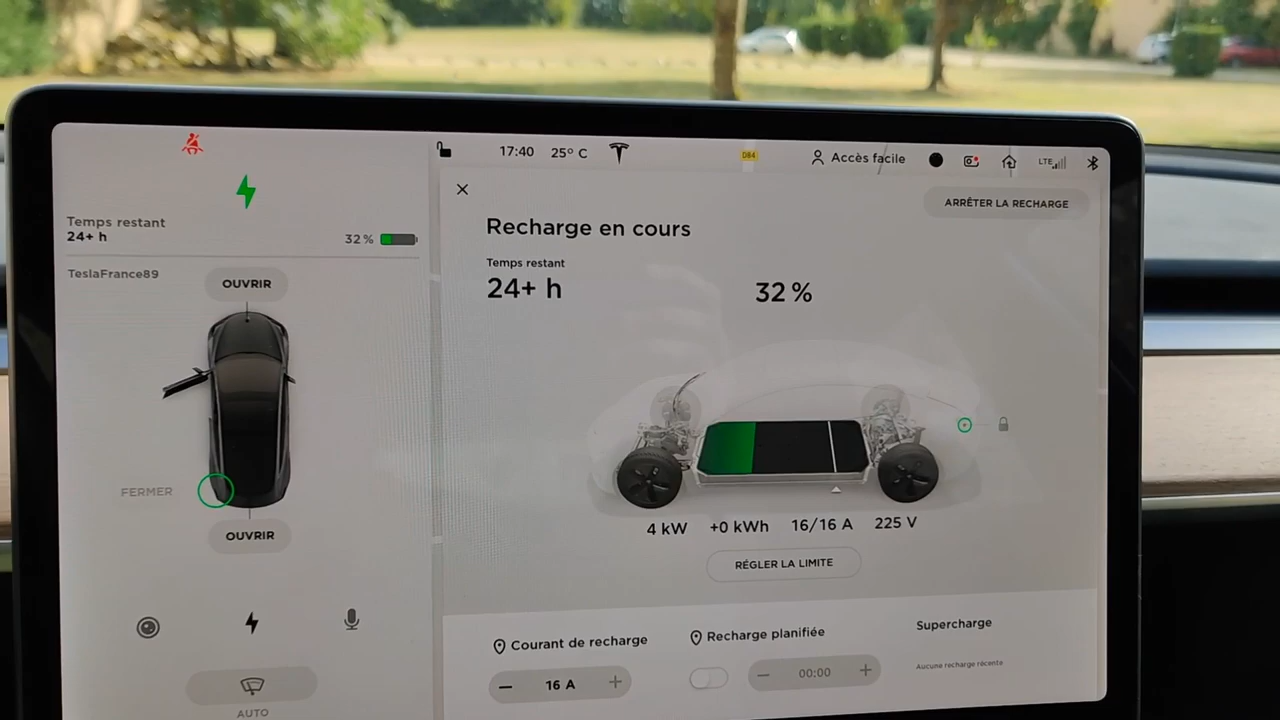 17:40 25° C
D84
Accès facile
LTE
Temps restant
24+ h
32 %
TeslaFrance89
OUVRIR
FERMER
OUVRIR
AUTO
ARRÊTER LA RECHARGE
Recharge en cours
Temps restant
24+ h
32 %
4 kW +0 kWh 16/16 A 225 V
RÉGLER LA LIMITE
Courant de recharge
16 A
Recharge planifiée
00:00
Supercharge
Aucune recharge récente